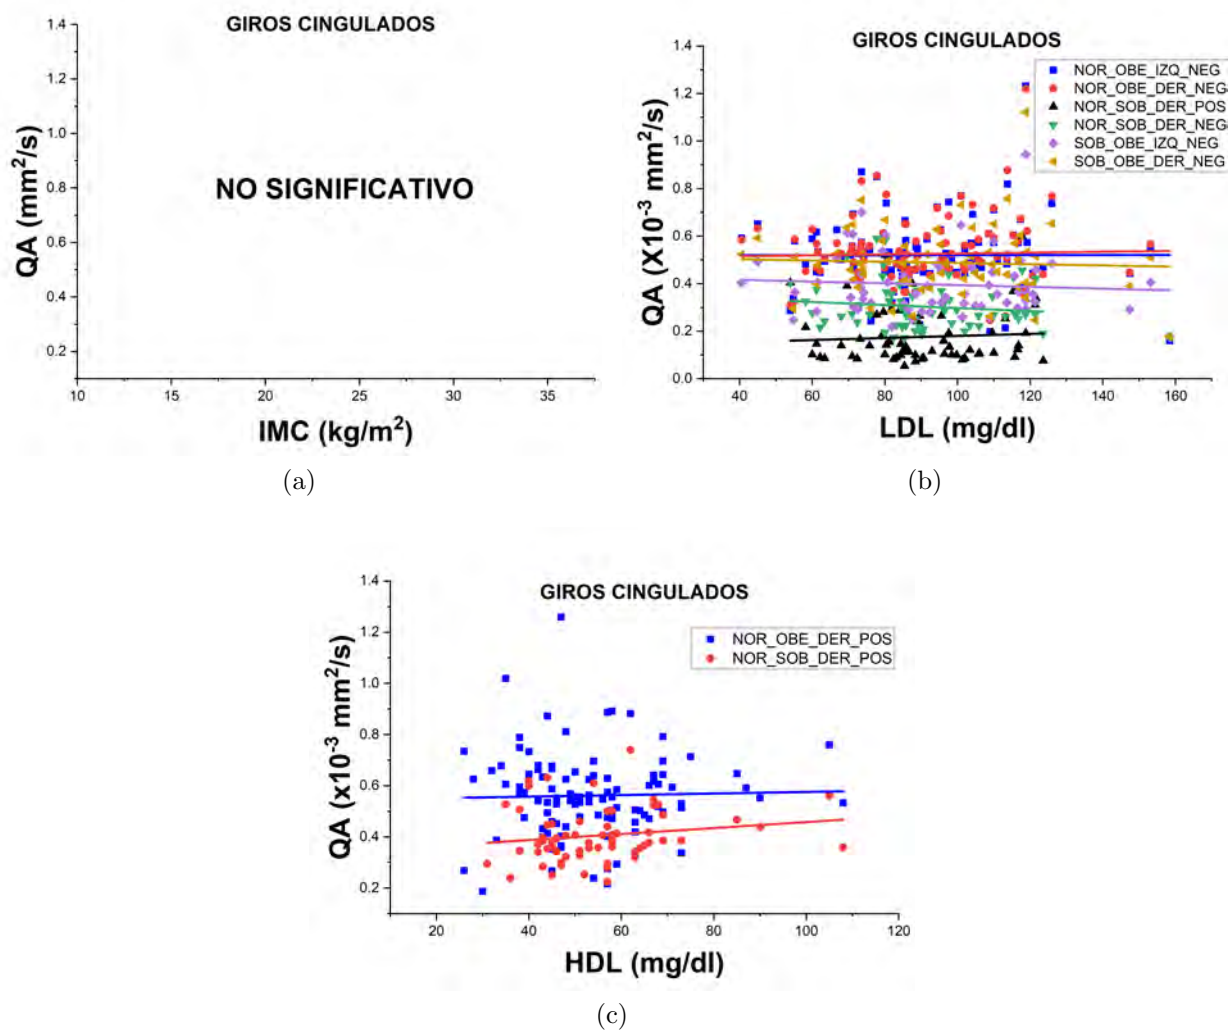 GIROS CINGULADOS
1.4
1.2
1.0
0.8
0.6
0.4
0.2
QA (mm²/s)
NO SIGNIFICATIVO
10 15 20 25 30 35
IMC (kg/m²)
(a)
GIROS CINGULADOS
NOR_OBE_IZQ_NEG
NOR_OBE_DER_NEG
NOR_SOB_DER_POS
NOR_SOB_DER_NEG
SOB_OBE_IZQ_NEG
SOB_OBE_DER_NEG
1.4
1.2
1.0
0.8
0.6
0.4
0.2
0.0
QA (X10⁻³ mm²/s)
40 60 80 100 120 140 160
LDL (mg/dl)
(b)
GIROS CINGULADOS
NOR_OBE_DER_POS
NOR_SOB_DER_POS
1.4
1.2
1.0
0.8
0.6
0.4
0.2
QA (x10⁻³ mm²/s)
20 40 60 80 100 120
HDL (mg/dl)
(c)